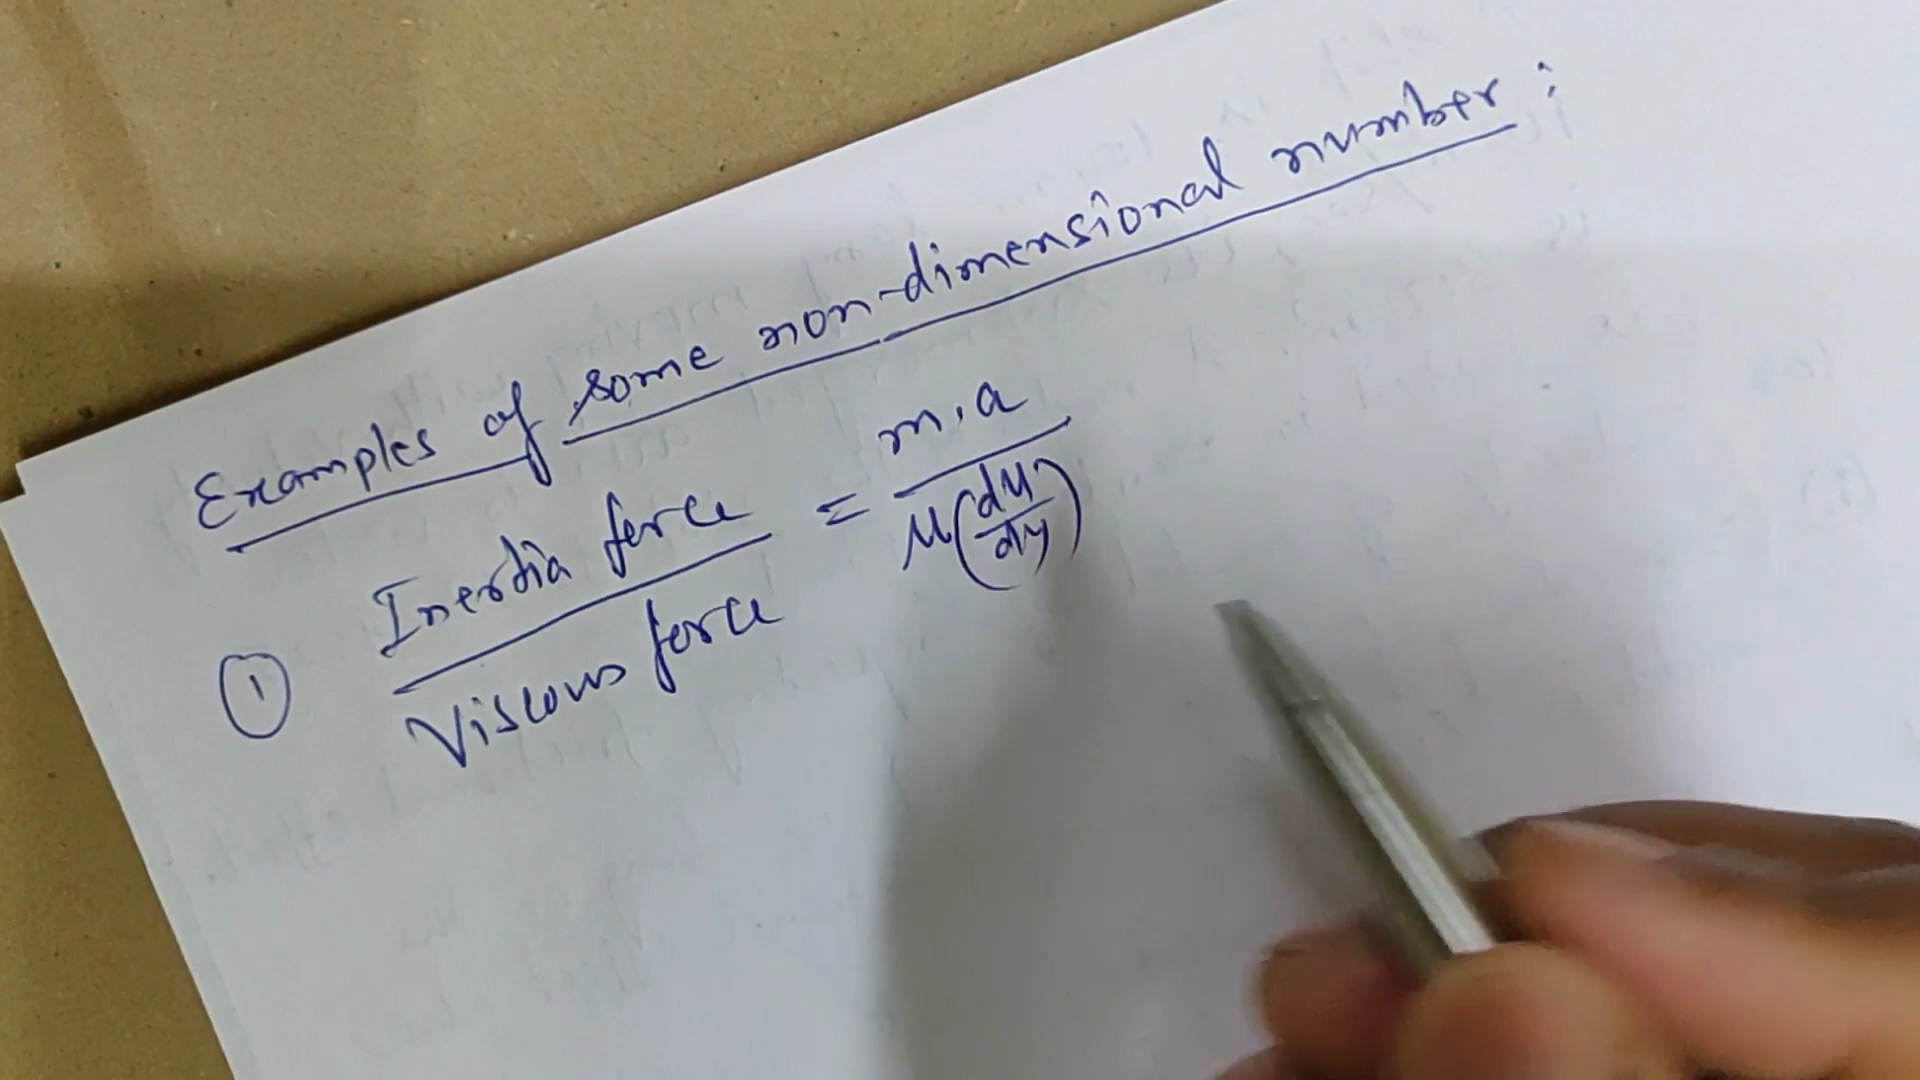 Examples of some non-dimensional number :
① Inertia force / Viscous force = m.a / μ(du/dy)